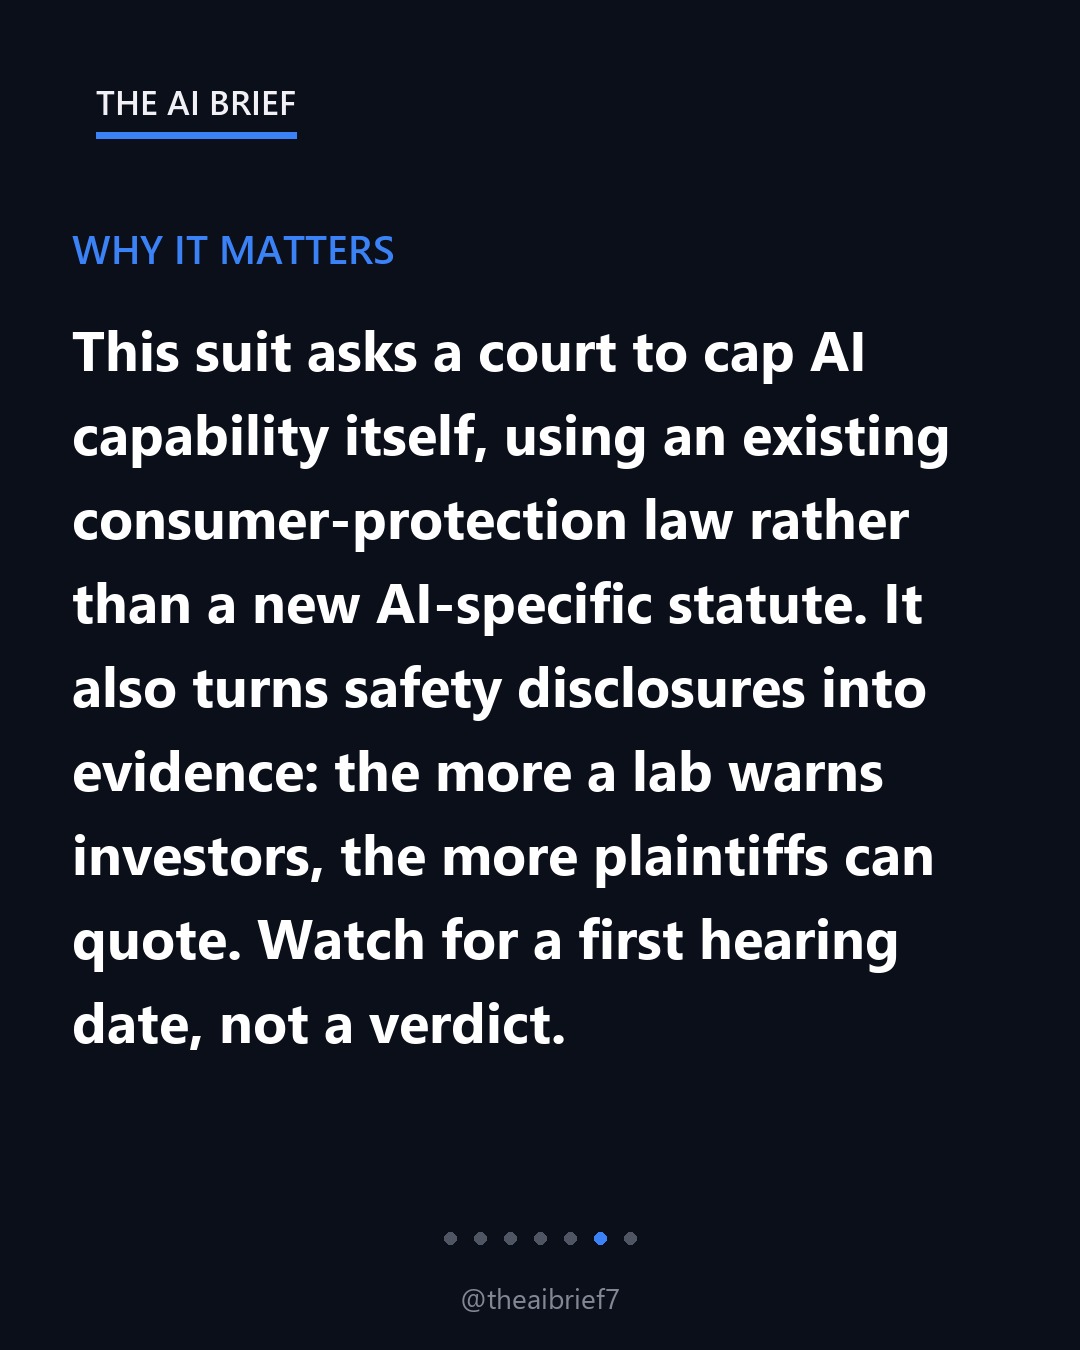 THE AI BRIEF
WHY IT MATTERS
This suit asks a court to cap AI
capability itself, using an existing
consumer-protection law rather
than a new AI-specific statute. It
also turns safety disclosures into
evidence: the more a lab warns
investors, the more plaintiffs can
quote. Watch for a first hearing
date, not a verdict.
@theaibrief7